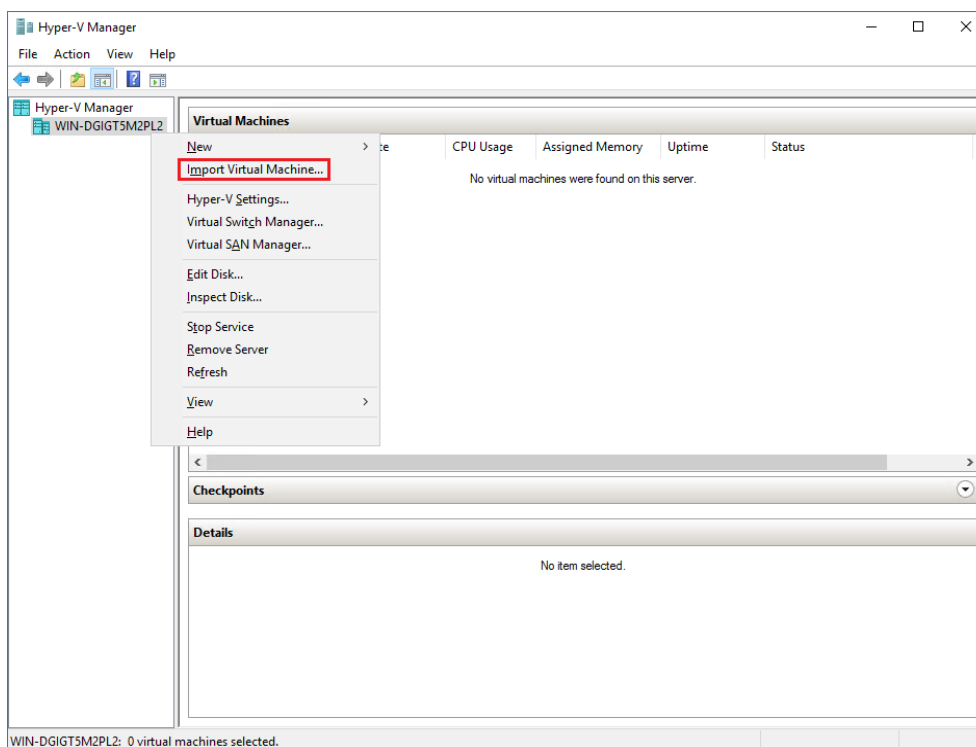 Hyper-V Manager
File Action View Help
Hyper-V Manager
WIN-DGIGT5M2PL2
Virtual Machines
CPU Usage Assigned Memory Uptime Status
No virtual machines were found on this server.
New
Import Virtual Machine...
Hyper-V Settings...
Virtual Switch Manager...
Virtual SAN Manager...
Edit Disk...
Inspect Disk...
Stop Service
Remove Server
Refresh
View
Help
Checkpoints
Details
No item selected.
WIN-DGIGT5M2PL2: 0 virtual machines selected.